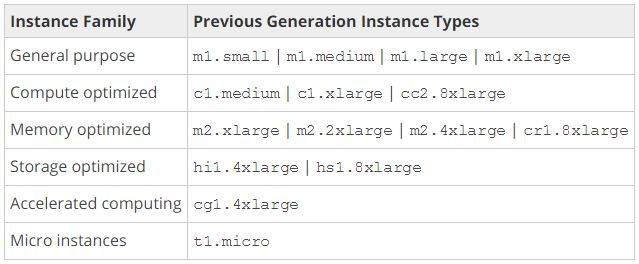 Instance Family Previous Generation Instance Types
General purpose m1.small | m1.medium | m1.large | m1.xlarge
Compute optimized c1.medium | c1.xlarge | cc2.8xlarge
Memory optimized m2.xlarge | m2.2xlarge | m2.4xlarge | cr1.8xlarge
Storage optimized hi1.4xlarge | hs1.8xlarge
Accelerated computing cg1.4xlarge
Micro instances t1.micro